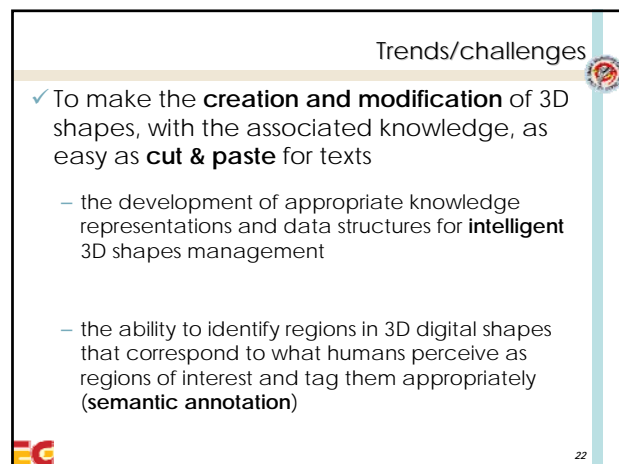 Trends/challenges
✓ To make the creation and modification of 3D
shapes, with the associated knowledge, as
easy as cut & paste for texts
– the development of appropriate knowledge
representations and data structures for intelligent
3D shapes management
– the ability to identify regions in 3D digital shapes
that correspond to what humans perceive as
regions of interest and tag them appropriately
(semantic annotation)
EG
22